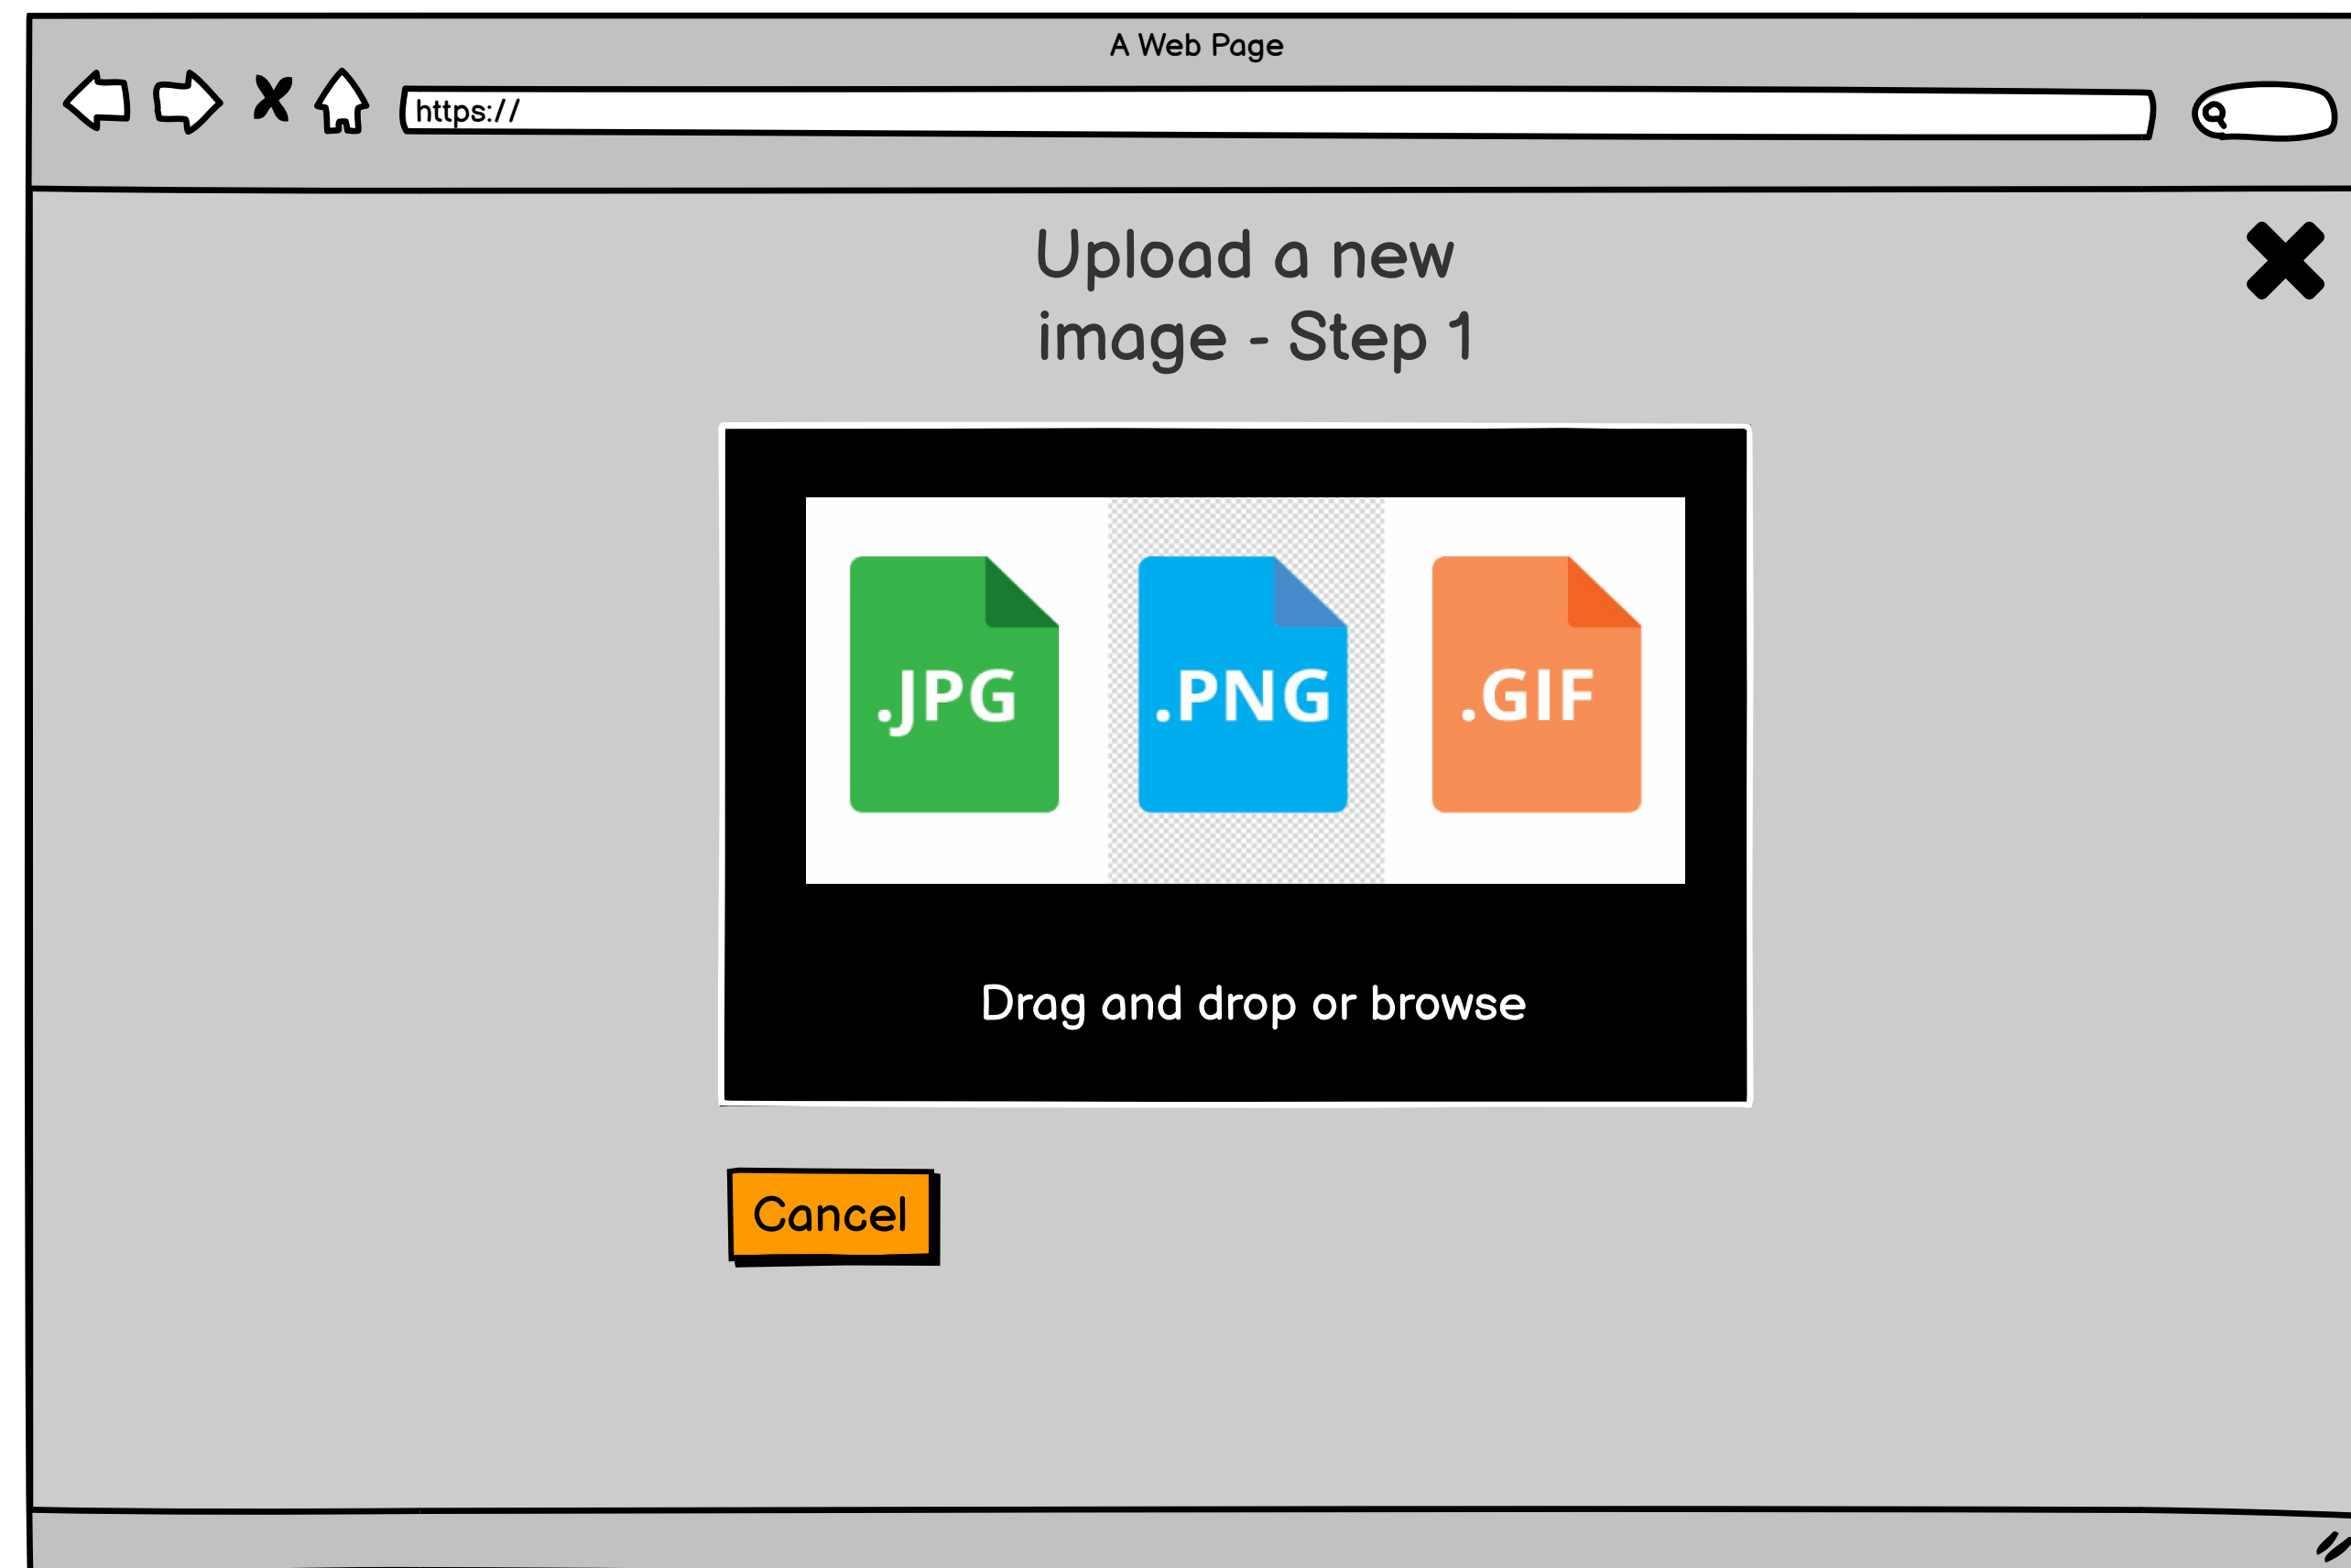 A Web Page
https://
Upload a new
image - Step 1
.JPG
.PNG
.GIF
Drag and drop or browse
Cancel